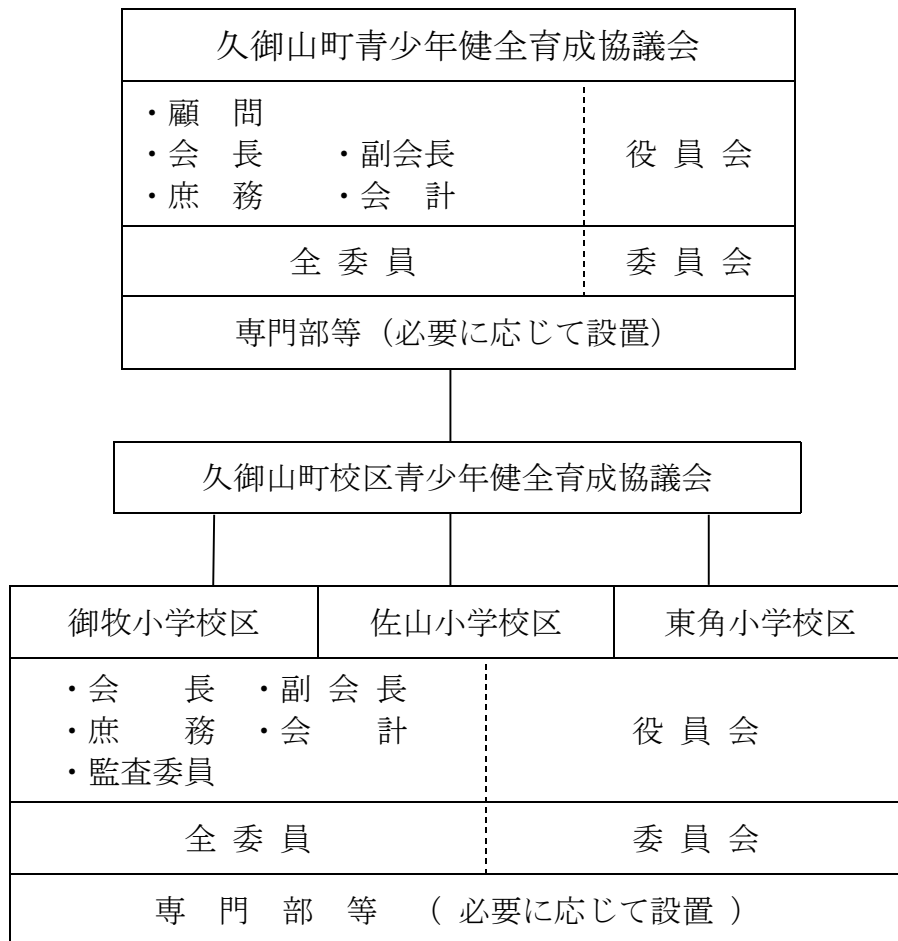 久御山町青少年健全育成協議会
・顧　問
・会　長　　・副会長
・庶　務　　・会　計
役 員 会
全 委 員
委 員 会
専門部等（必要に応じて設置）
久御山町校区青少年健全育成協議会
御牧小学校区
佐山小学校区
東角小学校区
・会　　長　・副 会 長
・庶　　務　・会　　計
・監査委員
役 員 会
全 委 員
委 員 会
専　門　部　等　（ 必要に応じて設置 ）